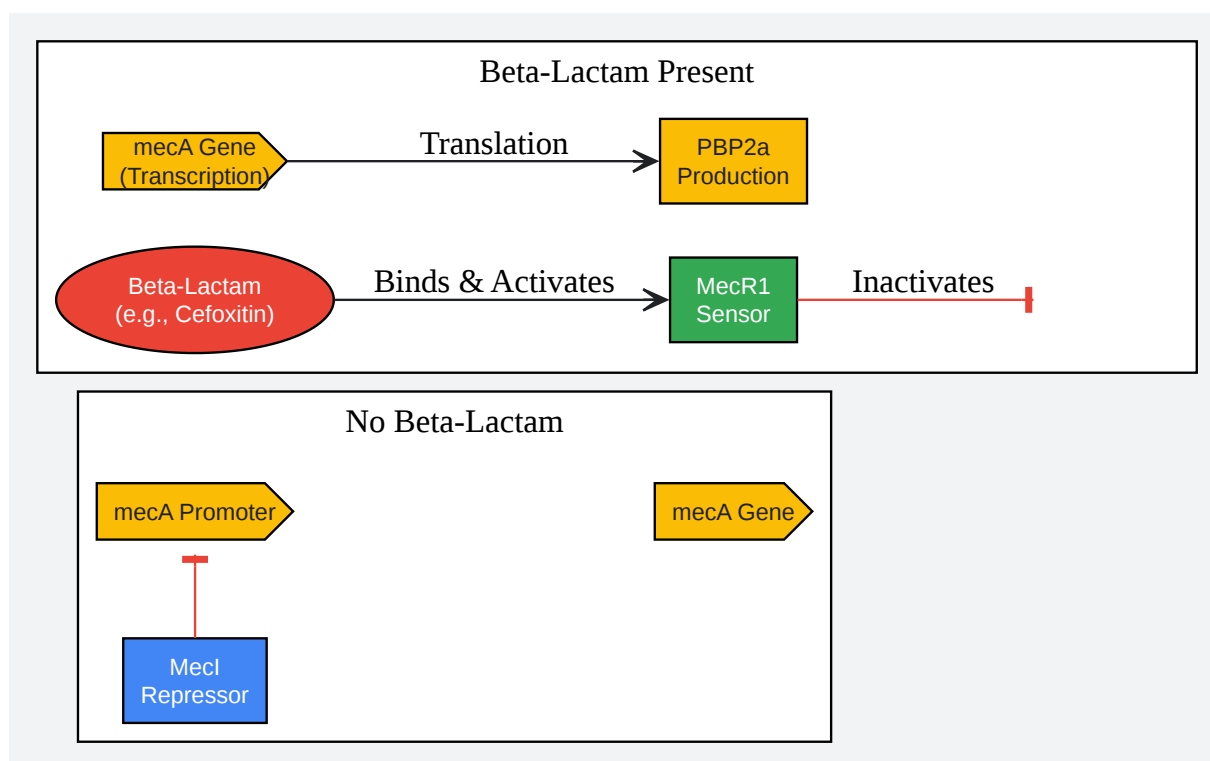 Beta-Lactam Present
mecA Gene
(Transcription)
Translation
PBP2a
Production
Beta-Lactam
(e.g., Cefoxitin)
Binds & Activates
MecR1
Sensor
Inactivates
No Beta-Lactam
mecA Promoter
mecA Gene
MecI
Repressor